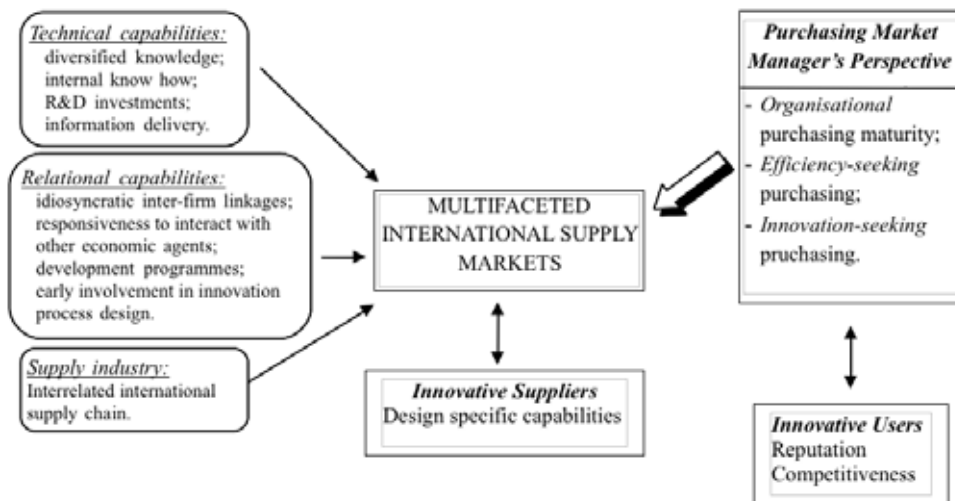 Technical capabilities:
diversified knowledge;
internal know how;
R&D investments;
information delivery.
Relational capabilities:
idiosyncratic inter-firm linkages;
responsiveness to interact with
other economic agents;
development programmes;
early involvement in innovation
process design.
Supply industry:
Interrelated international
supply chain.
MULTIFACETED
INTERNATIONAL SUPPLY
MARKETS
Innovative Suppliers
Design specific capabilities
Purchasing Market
Manager's Perspective
- Organisational
purchasing maturity;
- Efficiency-seeking
purchasing;
- Innovation-seeking
pruchasing.
Innovative Users
Reputation
Competitiveness